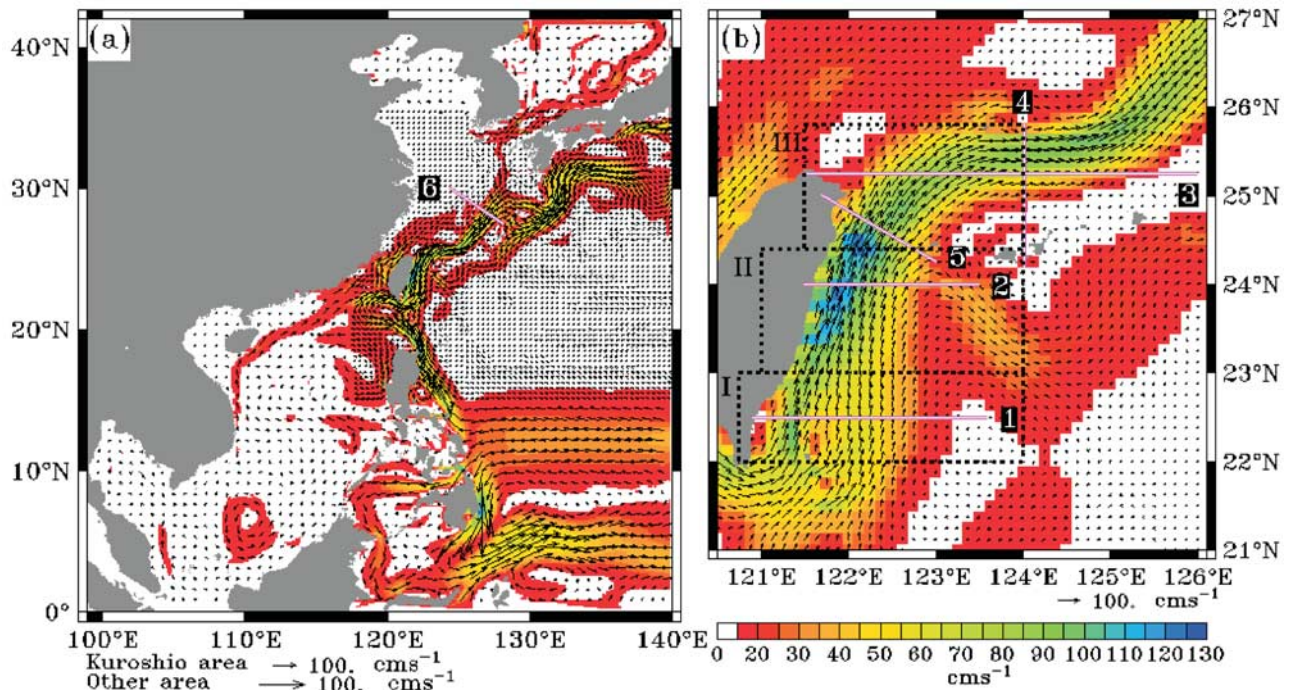 (a)
40°N
30°N
20°N
10°N
0°
6
100°E 110°E 120°E 130°E 140°E
Kuroshio area → 100. cms⁻¹
Other area → 100. cms⁻¹
(b)
27°N
26°N
25°N
24°N
23°N
22°N
21°N
4
III
3
II
5
2
I
1
121°E 122°E 123°E 124°E 125°E 126°E
→ 100. cms⁻¹
0 20 30 40 50 60 70 80 90 100 110 120 130
cms⁻¹